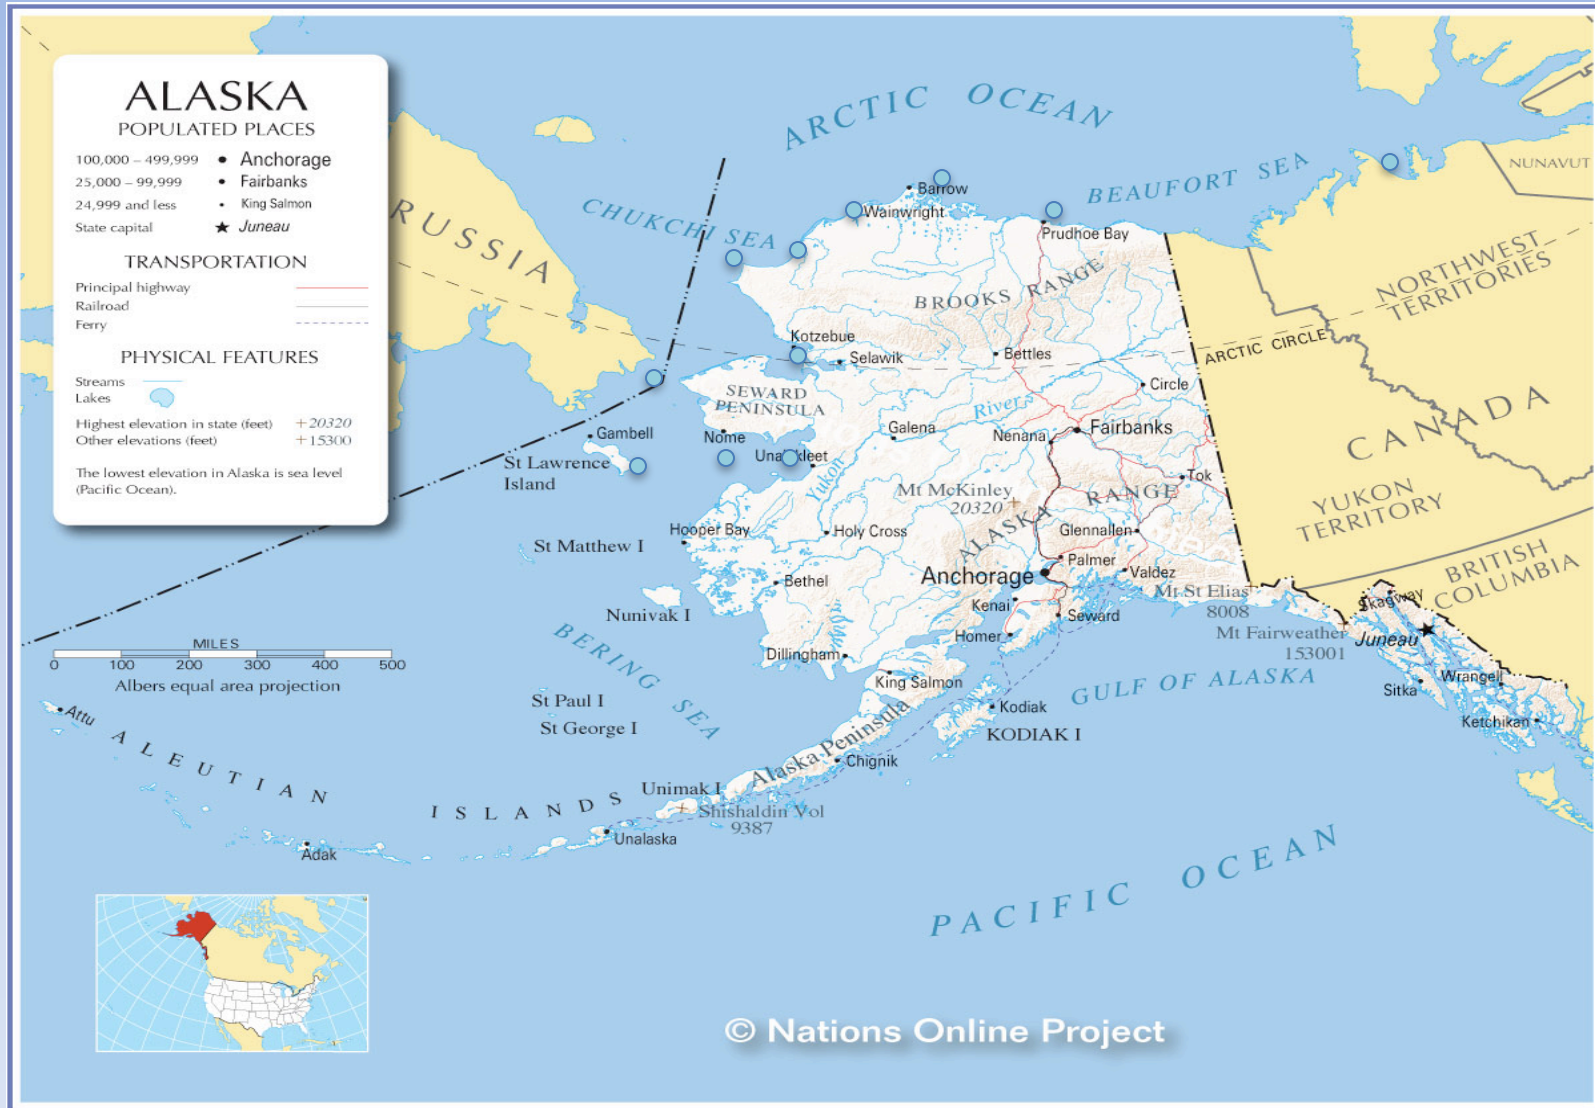 ALASKA
POPULATED PLACES
100,000 – 499,999 Anchorage
25,000 – 99,999 Fairbanks
24,999 and less King Salmon
State capital Juneau
TRANSPORTATION
Principal highway
Railroad
Ferry
PHYSICAL FEATURES
Streams
Lakes
Highest elevation in state (feet) +20320
Other elevations (feet) +15300
The lowest elevation in Alaska is sea level
(Pacific Ocean).
ARCTIC OCEAN
BEAUFORT SEA
CHUKCHI SEA
RUSSIA
NUNAVUT
Barrow
Wainwright
Prudhoe Bay
NORTHWEST
TERRITORIES
BROOKS RANGE
ARCTIC CIRCLE
Kotzebue
Selawik
Bettles
Circle
SEWARD
PENINSULA
River
CANADA
Gambell
Nome
Galena
Nenana
Fairbanks
St Lawrence
Island
Yukon
Tok
Mt McKinley
20320
ALASKA RANGE
YUKON
TERRITORY
Hooper Bay
Holy Cross
Glennallen
St Matthew I
Palmer
BRITISH
COLUMBIA
Bethel
Anchorage
Valdez
Nunivak I
Kenai
Seward
Mt St Elias
8008
Skagway
Homer
Mt Fairweather
153001
Juneau
MILES
0 100 200 300 400 500
Albers equal area projection
BERING SEA
Dillingham
King Salmon
GULF OF ALASKA
Sitka
Wrangell
St Paul I
St George I
Kodiak
KODIAK I
Ketchikan
Attu
Alaska Peninsula
Chignik
ALEUTIAN ISLANDS
Unimak I
Shishaldin Vol
9387
Unalaska
Adak
PACIFIC OCEAN
© Nations Online Project